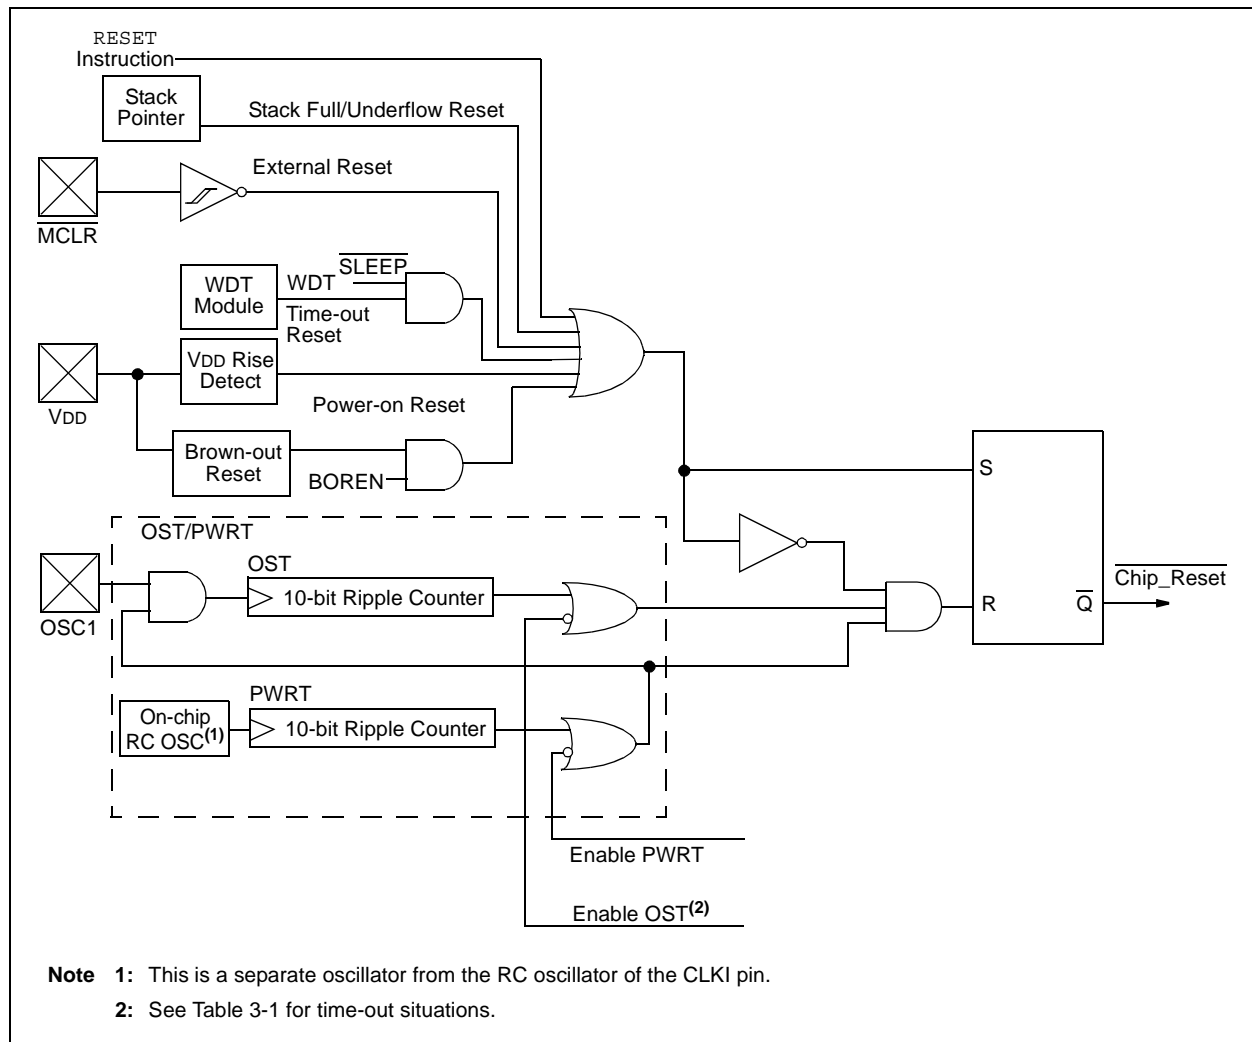 RESET
Instruction
Stack
Pointer
Stack Full/Underflow Reset
External Reset
MCLR
SLEEP
WDT
Module
WDT
Time-out
Reset
VDD Rise
Detect
VDD
Power-on Reset
Brown-out
Reset
BOREN
S
OST/PWRT
OST
10-bit Ripple Counter
OSC1
Chip_Reset
R
Q
PWRT
On-chip
RC OSC(1)
10-bit Ripple Counter
Enable PWRT
Enable OST(2)
Note 1: This is a separate oscillator from the RC oscillator of the CLKI pin.
2: See Table 3-1 for time-out situations.